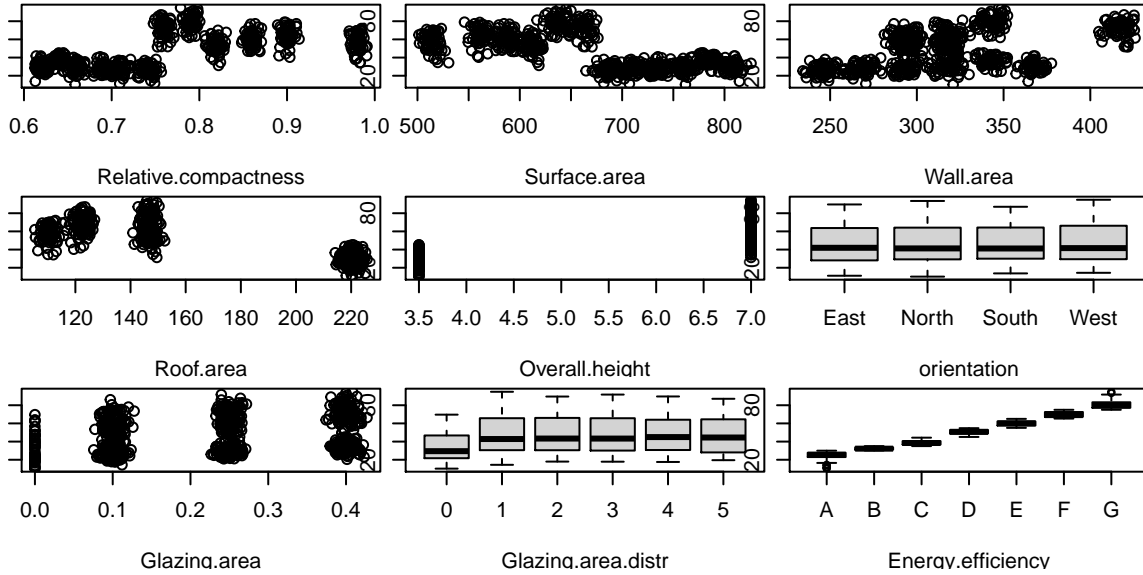 20 80
0.6 0.7 0.8 0.9 1.0
Relative.compactness
20 80
500 600 700 800
Surface.area
250 300 350 400
Wall.area
20 80
120 140 160 180 200 220
Roof.area
20 80
3.5 4.0 4.5 5.0 5.5 6.0 6.5 7.0
Overall.height
East North South West
orientation
0.0 0.1 0.2 0.3 0.4
Glazing.area
20 80
0 1 2 3 4 5
Glazing.area.distr
20 80
A B C D E F G
Energy.efficiency